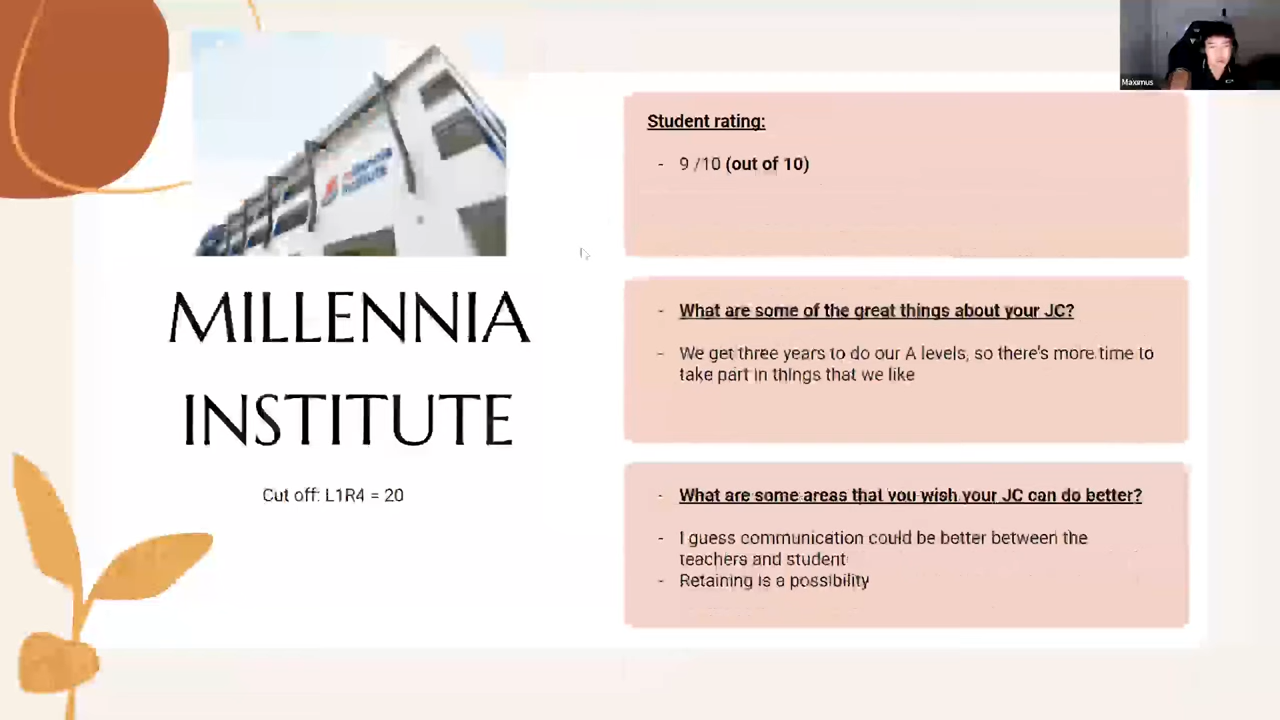 Maximus
millennia
institute
MILLENNIA
INSTITUTE
Cut off: L1R4 = 20
Student rating:
- 9 /10 (out of 10)
- What are some of the great things about your JC?
- We get three years to do our A levels, so there's more time to
take part in things that we like
- What are some areas that you wish your JC can do better?
- I guess communication could be better between the
teachers and student
- Retaining is a possibility